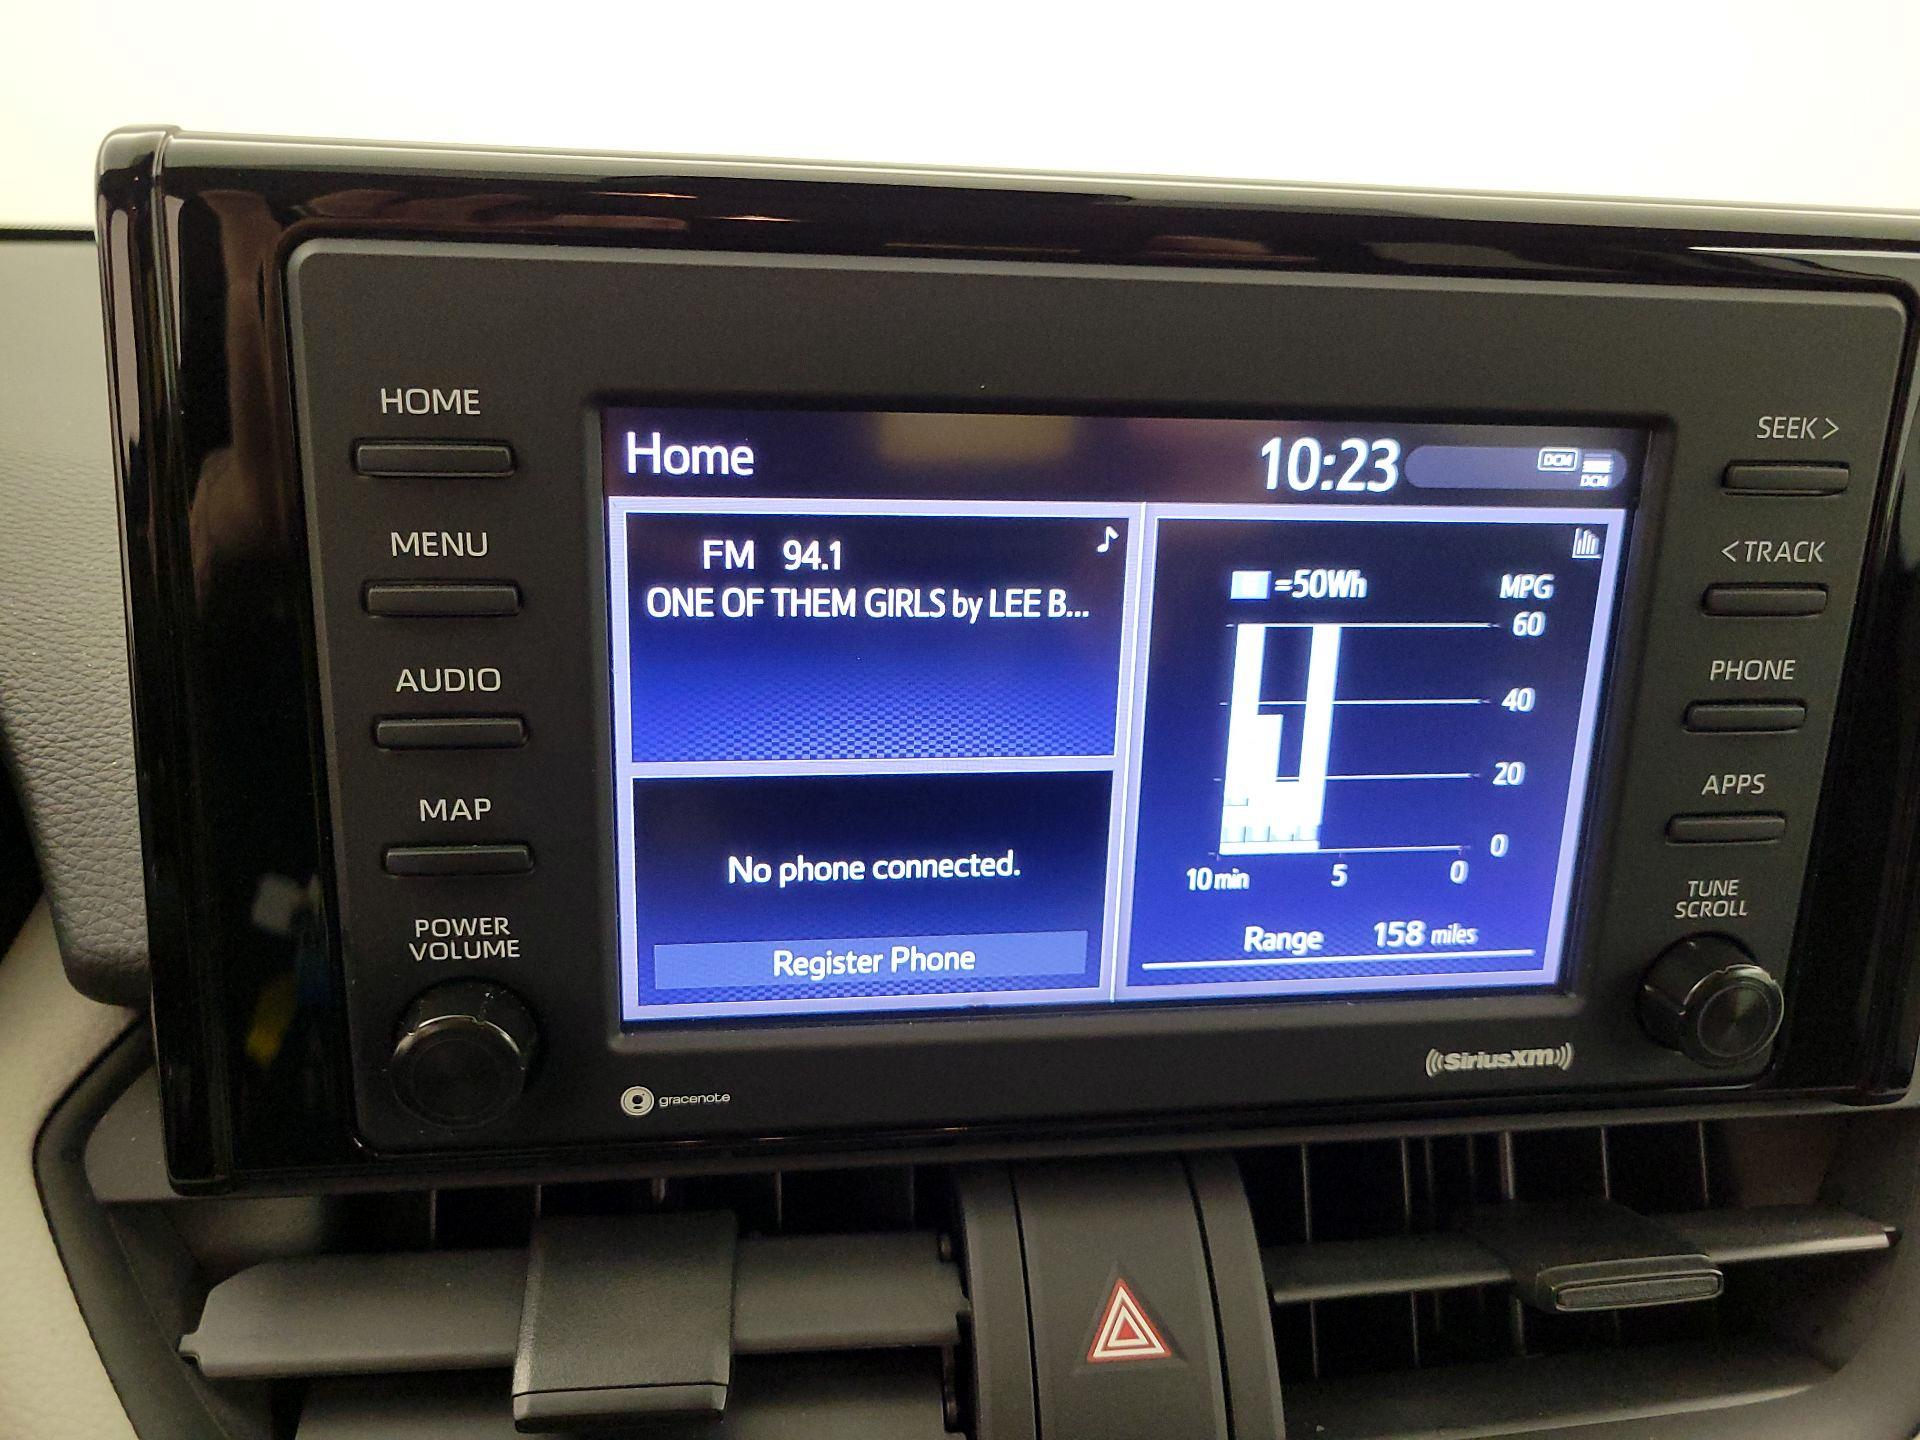 HOME
MENU
AUDIO
MAP
POWER
VOLUME
Home
10:23
DCM
DCM
FM 94.1
ONE OF THEM GIRLS by LEE B...
No phone connected.
Register Phone
=50Wh
MPG
60
40
20
0
10 min
5
0
Range 158 miles
SEEK >
< TRACK
PHONE
APPS
TUNE
SCROLL
gracenote
((SiriusXM))